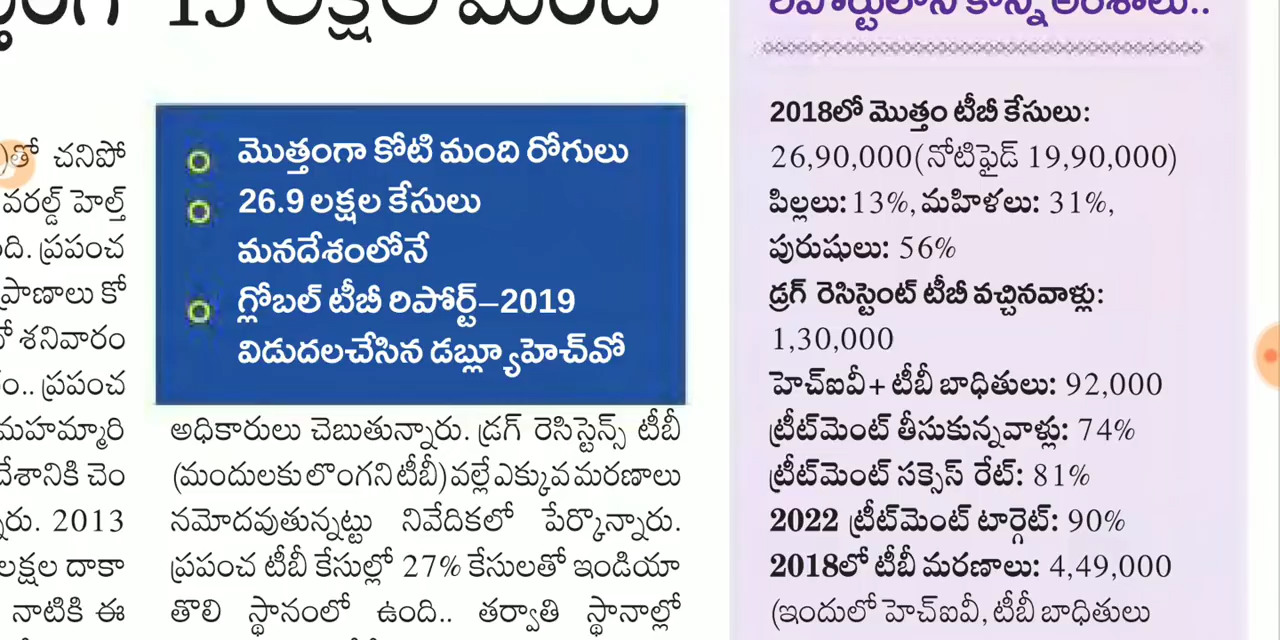 15 లక్షల మంది
తో చనిపో
వరల్డ్ హెల్త్
ది. ప్రపంచ
ప్రాణాలు కో
శనివారం
.. ప్రపంచ
మహమ్మారి
దేశానికి చెం
రు. 2013
లక్షల దాకా
నాటికి ఈ
మొత్తంగా కోటి మంది రోగులు
26.9 లక్షల కేసులు
మనదేశంలోనే
గ్లోబల్ టీబీ రిపోర్ట్–2019
విడుదలచేసిన డబ్ల్యూహెచ్‌వో
అధికారులు చెబుతున్నారు. డ్రగ్ రెసిస్టెన్స్ టీబీ
(మందులకు లొంగని టీబీ) వల్లే ఎక్కువ మరణాలు
నమోదవుతున్నట్టు నివేదికలో పేర్కొన్నారు.
ప్రపంచ టీబీ కేసుల్లో 27% కేసులతో ఇండియా
తొలి స్థానంలో ఉంది.. తర్వాతి స్థానాల్లో
రిపోర్టులోని కొన్ని అంశాలు..
2018లో మొత్తం టీబీ కేసులు:
26,90,000(నోటిఫైడ్ 19,90,000)
పిల్లలు: 13%, మహిళలు: 31%,
పురుషులు: 56%
డ్రగ్ రెసిస్టెంట్ టీబీ వచ్చినవాళ్లు:
1,30,000
హెచ్ఐవీ+ టీబీ బాధితులు: 92,000
ట్రీట్‌మెంట్ తీసుకున్నవాళ్లు: 74%
ట్రీట్‌మెంట్ సక్సెస్ రేట్: 81%
2022 ట్రీట్‌మెంట్ టార్గెట్: 90%
2018లో టీబీ మరణాలు: 4,49,000
(ఇందులో హెచ్ఐవీ, టీబీ బాధితులు